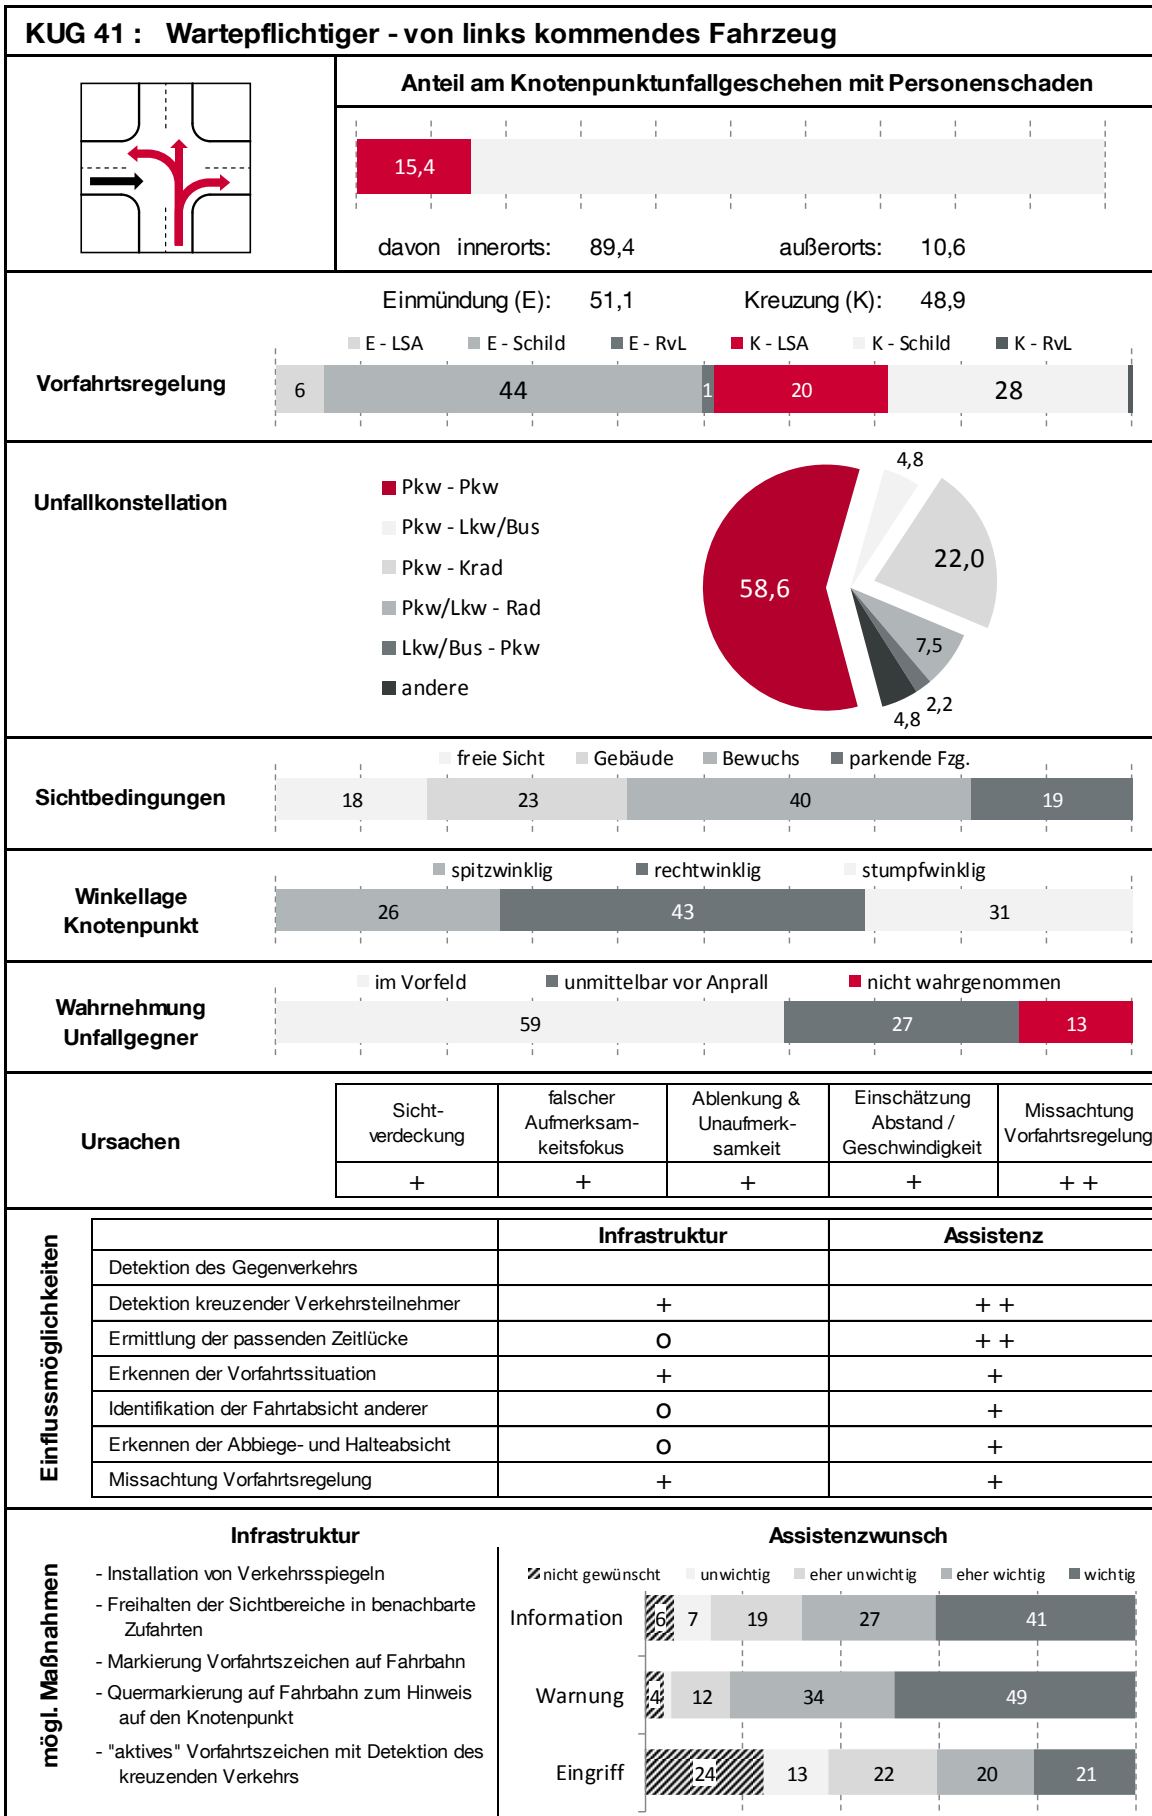 KUG 41 : Wartepflichtiger - von links kommendes Fahrzeug
Anteil am Knotenpunktunfallgeschehen mit Personenschaden
15,4
davon innerorts: 89,4 außerorts: 10,6
Einmündung (E): 51,1 Kreuzung (K): 48,9
E - LSA E - Schild E - RvL K - LSA K - Schild K - RvL
Vorfahrtsregelung
6 44 1 20 28
Unfallkonstellation
Pkw - Pkw
Pkw - Lkw/Bus
Pkw - Krad
Pkw/Lkw - Rad
Lkw/Bus - Pkw
andere
4,8
22,0
58,6
7,5
2,2
4,8
freie Sicht Gebäude Bewuchs parkende Fzg.
Sichtbedingungen
18 23 40 19
spitzwinklig rechtwinklig stumpfwinklig
Winkellage
Knotenpunkt
26 43 31
im Vorfeld unmittelbar vor Anprall nicht wahrgenommen
Wahrnehmung
Unfallgegner
59 27 13
Ursachen
Sicht-
verdeckung
falscher
Aufmerksam-
keitsfokus
Ablenkung &
Unaufmerk-
samkeit
Einschätzung
Abstand /
Geschwindigkeit
Missachtung
Vorfahrtsregelung
+ + + + + +
Einflussmöglichkeiten
Infrastruktur Assistenz
Detektion des Gegenverkehrs
Detektion kreuzender Verkehrsteilnehmer + + +
Ermittlung der passenden Zeitlücke o + +
Erkennen der Vorfahrtssituation + +
Identifikation der Fahrtabsicht anderer o +
Erkennen der Abbiege- und Halteabsicht o +
Missachtung Vorfahrtsregelung + +
mögl. Maßnahmen
Infrastruktur
- Installation von Verkehrsspiegeln
- Freihalten der Sichtbereiche in benachbarte
Zufahrten
- Markierung Vorfahrtszeichen auf Fahrbahn
- Quermarkierung auf Fahrbahn zum Hinweis
auf den Knotenpunkt
- "aktives" Vorfahrtszeichen mit Detektion des
kreuzenden Verkehrs
Assistenzwunsch
nicht gewünscht unwichtig eher unwichtig eher wichtig wichtig
Information 6 7 19 27 41
Warnung 4 12 34 49
Eingriff 24 13 22 20 21